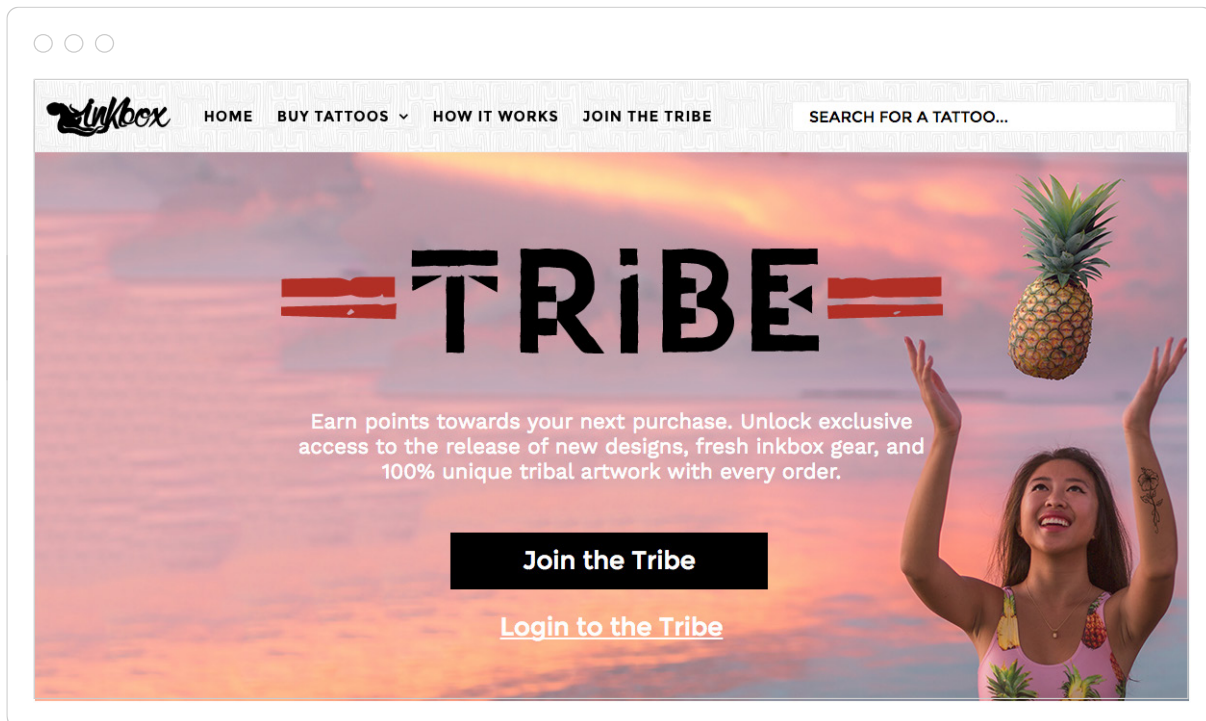 inkbox
HOME BUY TATTOOS HOW IT WORKS JOIN THE TRIBE SEARCH FOR A TATTOO...
TRiBE
Earn points towards your next purchase. Unlock exclusive
access to the release of new designs, fresh inkbox gear, and
100% unique tribal artwork with every order.
Join the Tribe
Login to the Tribe